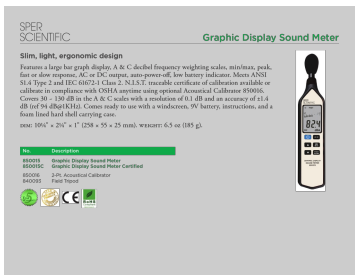 SPER
SCIENTIFIC
Graphic Display Sound Meter
Slim, light, ergonomic design
Features a large bar graph display, A & C decibel frequency weighting scales, min/max, peak,
fast or slow response, AC or DC output, auto-power-off, low battery indicator. Meets ANSI
S1.4 Type 2 and IEC 61672-1 Class 2. N.I.S.T. traceable certificate of calibration available or
calibrate in compliance with OSHA anytime using optional Acoustical Calibrator 850016.
Covers 30 – 130 dB in the A & C scales with a resolution of 0.1 dB and an accuracy of ±1.4
dB (ref 94 dB@1KHz). Comes ready to use with a windscreen, 9V battery, instructions, and a
foam lined hard shell carrying case.
DIM: 10⅛" × 2⅛" × 1" (258 × 55 × 25 mm). WEIGHT: 6.5 oz (185 g).
No. Description
850015 Graphic Display Sound Meter
850015C Graphic Display Sound Meter Certified
850016 2-Pt. Acoustical Calibrator
840093 Field Tripod
5
CE
RoHS
82.4